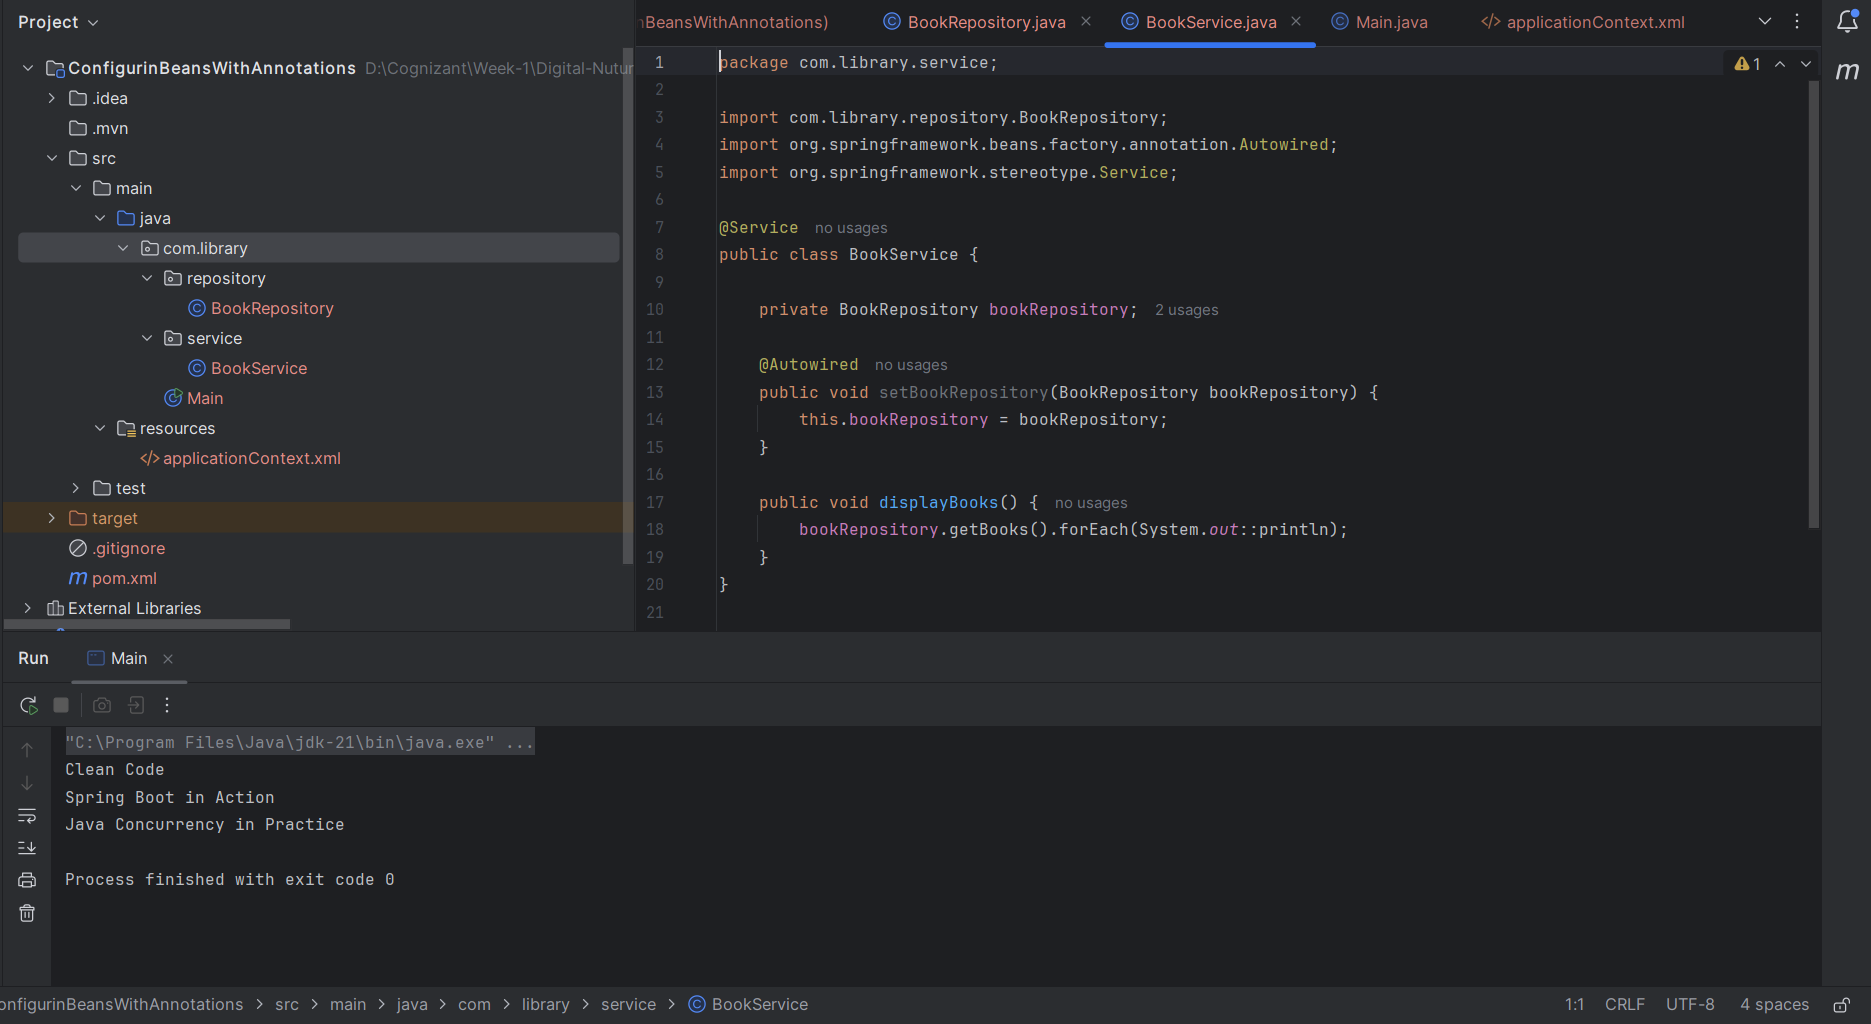 Project
nBeansWithAnnotations)
BookRepository.java
BookService.java
Main.java
applicationContext.xml
ConfigurinBeansWithAnnotations D:\Cognizant\Week-1\Digital-Nutur
.idea
.mvn
src
main
java
com.library
repository
BookRepository
service
BookService
Main
resources
applicationContext.xml
test
target
.gitignore
m pom.xml
External Libraries
1 package com.library.service;
2
3 import com.library.repository.BookRepository;
4 import org.springframework.beans.factory.annotation.Autowired;
5 import org.springframework.stereotype.Service;
6
7 @Service no usages
8 public class BookService {
9
10 private BookRepository bookRepository; 2 usages
11
12 @Autowired no usages
13 public void setBookRepository(BookRepository bookRepository) {
14 this.bookRepository = bookRepository;
15 }
16
17 public void displayBooks() { no usages
18 bookRepository.getBooks().forEach(System.out::println);
19 }
20 }
21
1
m
Run
Main
"C:\Program Files\Java\jdk-21\bin\java.exe" ...
Clean Code
Spring Boot in Action
Java Concurrency in Practice
Process finished with exit code 0
onfigurinBeansWithAnnotations > src > main > java > com > library > service > BookService
1:1 CRLF UTF-8 4 spaces